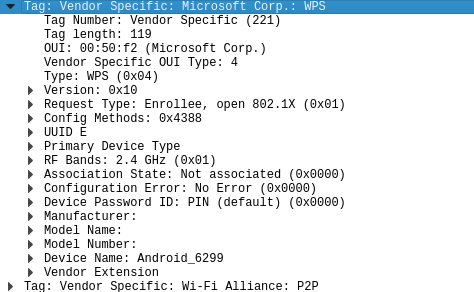 Tag: Vendor Specific: Microsoft Corp.: WPS
Tag Number: Vendor Specific (221)
Tag length: 119
OUI: 00:50:f2 (Microsoft Corp.)
Vendor Specific OUI Type: 4
Type: WPS (0x04)
Version: 0x10
Request Type: Enrollee, open 802.1X (0x01)
Config Methods: 0x4388
UUID E
Primary Device Type
RF Bands: 2.4 GHz (0x01)
Association State: Not associated (0x0000)
Configuration Error: No Error (0x0000)
Device Password ID: PIN (default) (0x0000)
Manufacturer:
Model Name:
Model Number:
Device Name: Android_6299
Vendor Extension
Tag: Vendor Specific: Wi-Fi Alliance: P2P